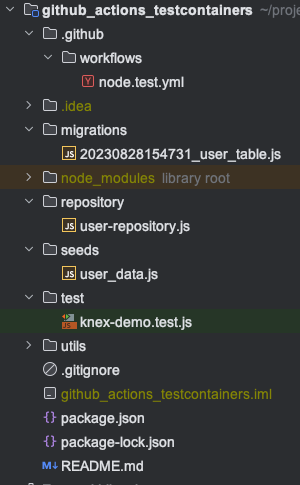 github_actions_testcontainers ~/proje
.github
workflows
node.test.yml
.idea
migrations
20230828154731_user_table.js
node_modules library root
repository
user-repository.js
seeds
user_data.js
test
knex-demo.test.js
utils
.gitignore
github_actions_testcontainers.iml
package.json
package-lock.json
README.md